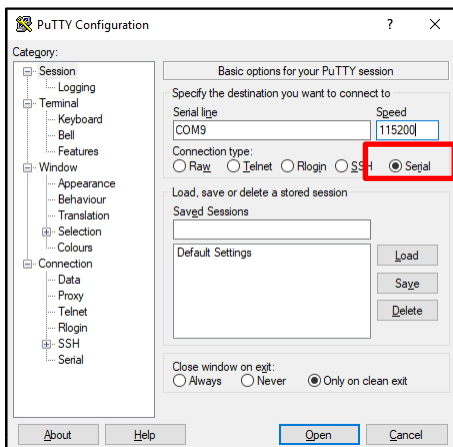 PuTTY Configuration
?
Category:
Session
Logging
Terminal
Keyboard
Bell
Features
Window
Appearance
Behaviour
Translation
Selection
Colours
Connection
Data
Proxy
Telnet
Rlogin
SSH
Serial
Basic options for your PuTTY session
Specify the destination you want to connect to
Serial line Speed
COM9 115200
Connection type:
Raw Telnet Rlogin SSH Serial
Load, save or delete a stored session
Saved Sessions
Default Settings
Load
Save
Delete
Close window on exit:
Always Never Only on clean exit
About Help Open Cancel